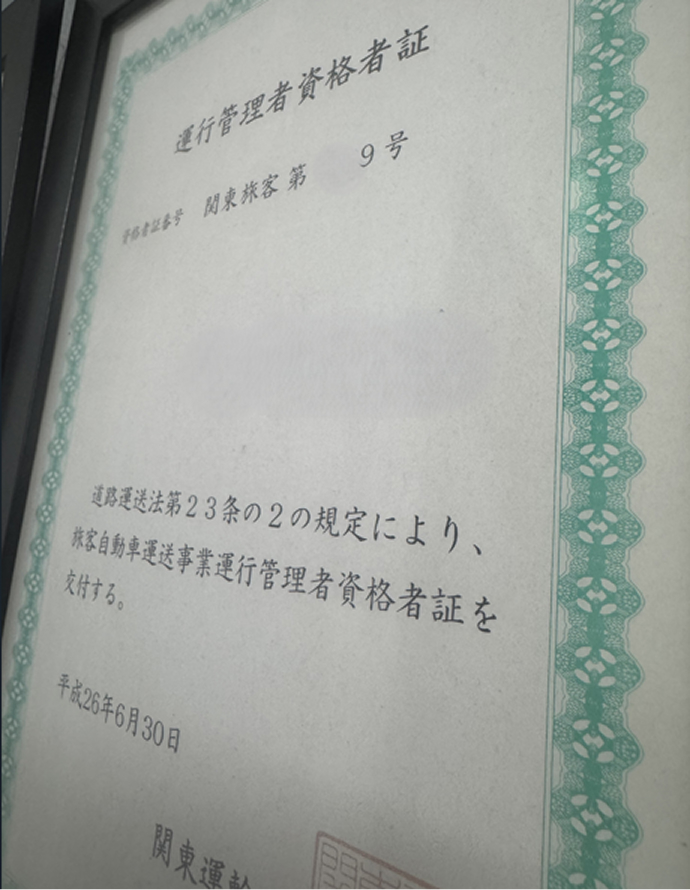 運行管理者資格者証
資格者証番号 関東旅客 第 9号
道路運送法第23条の2の規定により、
旅客自動車運送事業運行管理者資格者証を
交付する。
平成26年6月30日
関東運輸